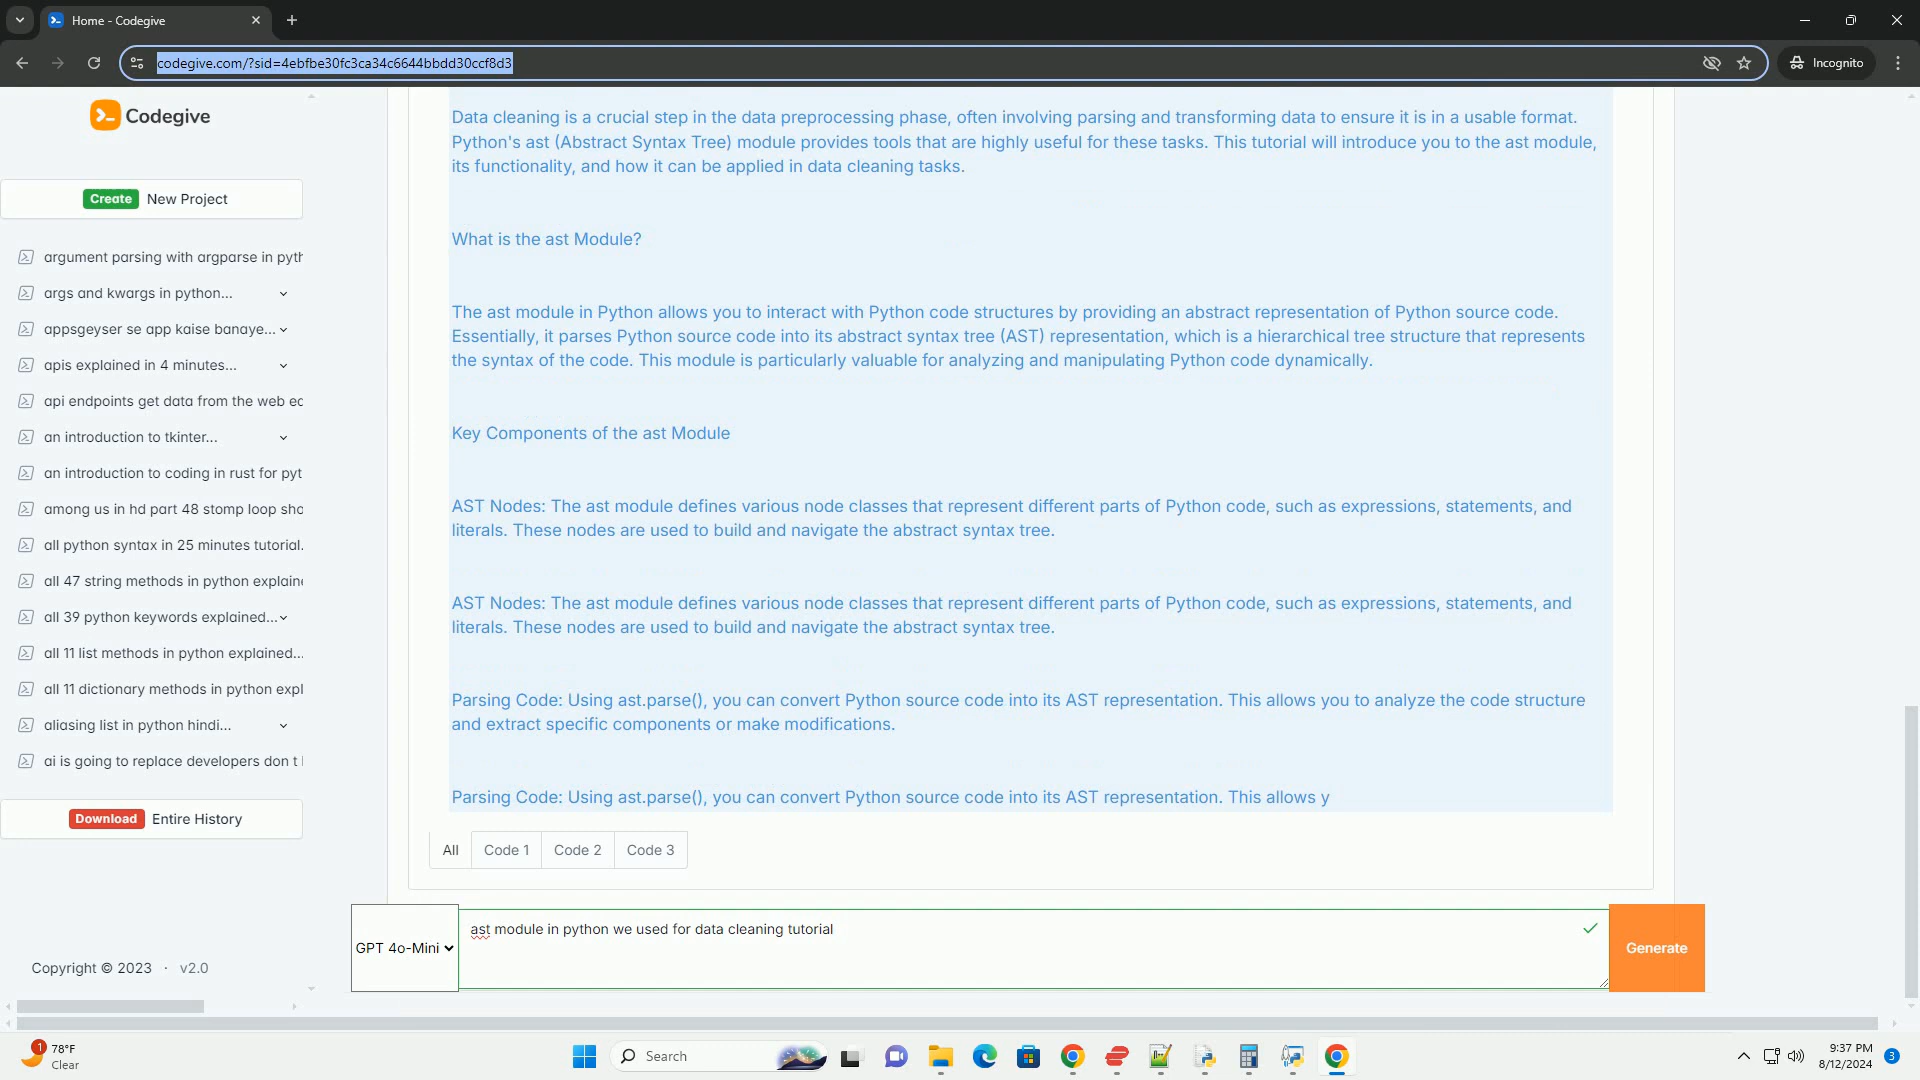 Home - Codegive
codegive.com/?sid=4ebfbe30fc3ca34c6644bbdd30ccf8d3
Incognito
Codegive
Create New Project
argument parsing with argparse in pyth
args and kwargs in python...
appsgeyser se app kaise banaye...
apis explained in 4 minutes...
api endpoints get data from the web ec
an introduction to tkinter...
an introduction to coding in rust for pyt
among us in hd part 48 stomp loop sho
all python syntax in 25 minutes tutorial.
all 47 string methods in python explaine
all 39 python keywords explained...
all 11 list methods in python explained...
all 11 dictionary methods in python expl
aliasing list in python hindi...
ai is going to replace developers don t l
Download Entire History
Copyright © 2023 · v2.0
Data cleaning is a crucial step in the data preprocessing phase, often involving parsing and transforming data to ensure it is in a usable format.
Python's ast (Abstract Syntax Tree) module provides tools that are highly useful for these tasks. This tutorial will introduce you to the ast module,
its functionality, and how it can be applied in data cleaning tasks.
What is the ast Module?
The ast module in Python allows you to interact with Python code structures by providing an abstract representation of Python source code.
Essentially, it parses Python source code into its abstract syntax tree (AST) representation, which is a hierarchical tree structure that represents
the syntax of the code. This module is particularly valuable for analyzing and manipulating Python code dynamically.
Key Components of the ast Module
AST Nodes: The ast module defines various node classes that represent different parts of Python code, such as expressions, statements, and
literals. These nodes are used to build and navigate the abstract syntax tree.
AST Nodes: The ast module defines various node classes that represent different parts of Python code, such as expressions, statements, and
literals. These nodes are used to build and navigate the abstract syntax tree.
Parsing Code: Using ast.parse(), you can convert Python source code into its AST representation. This allows you to analyze the code structure
and extract specific components or make modifications.
Parsing Code: Using ast.parse(), you can convert Python source code into its AST representation. This allows y
All Code 1 Code 2 Code 3
GPT 4o-Mini
ast module in python we used for data cleaning tutorial
Generate
1
78°F
Clear
Search
9:37 PM
8/12/2024
3